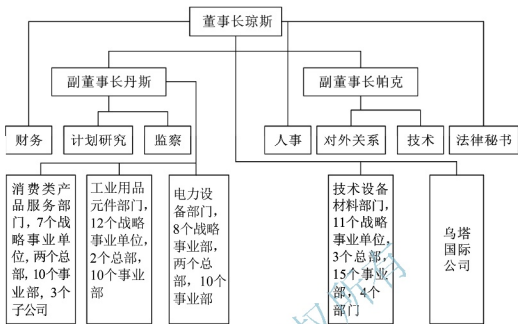 董事长琼斯
副董事长丹斯
副董事长帕克
财务
计划研究
监察
人事
对外关系
技术
法律秘书
消费类产
品服务部
门,7个战
略事业单
位,两个总
部,10个事
业部,3个
子公司
工业用品
元件部门,
12个战略
事业单位,
2个总部,
10个事业
部
电力设
备部门,
8个战略
事业部,
两个总
部,10个
事业部
技术设备
材料部门,
11个战略
事业单位,
3个总部,
15个事业
部,4个
部门
乌塔
国际
公司
权所有